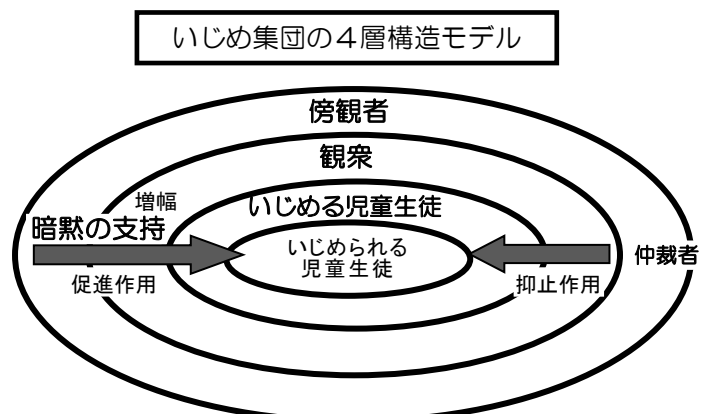 いじめ集団の4層構造モデル
傍観者
観衆
増幅
いじめる児童生徒
暗黙の支持
いじめられる
児童生徒
仲裁者
促進作用
抑止作用